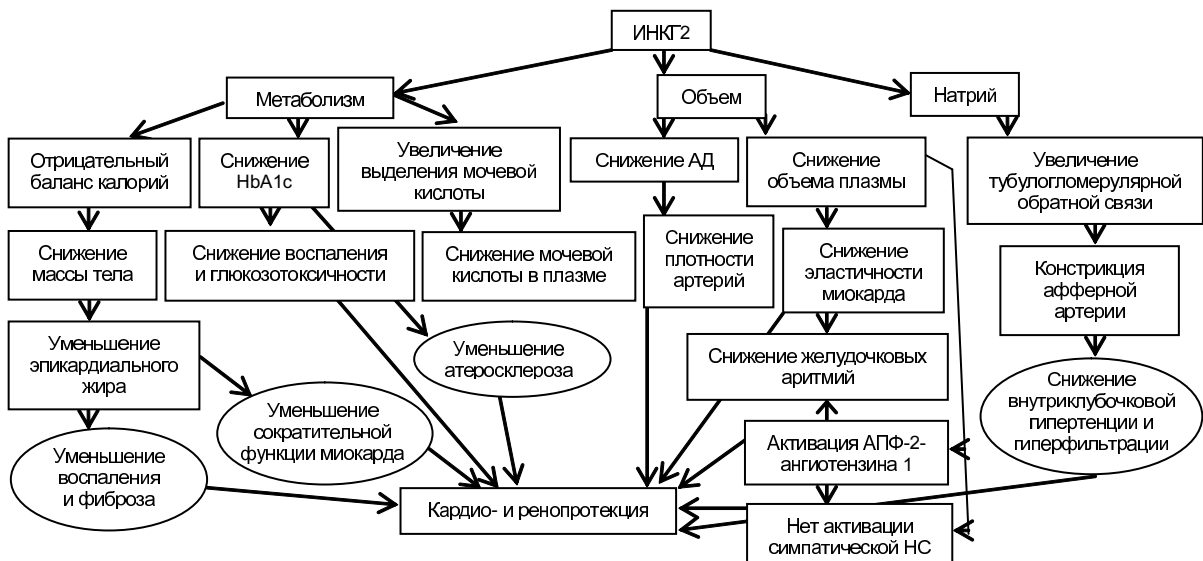 ИНКГ2
Метаболизм
Объем
Натрий
Отрицательный
баланс калорий
Снижение
HbA1c
Увеличение
выделения мочевой
кислоты
Снижение АД
Снижение
объема плазмы
Увеличение
тубулогломерулярной
обратной связи
Снижение
массы тела
Снижение воспаления
и глюкозотоксичности
Снижение мочевой
кислоты в плазме
Снижение
плотности
артерий
Снижение
эластичности
миокарда
Констрикция
афферной
артерии
Уменьшение
эпикардиального
жира
Уменьшение
атеросклероза
Снижение желудочковых
аритмий
Снижение
внутриклубочковой
гипертенции и
гиперфильтрации
Уменьшение
сократительной
функции миокарда
Активация АПФ-2-
ангиотензина 1
Уменьшение
воспаления
и фиброза
Кардио- и ренопротекция
Нет активации
симпатической НС